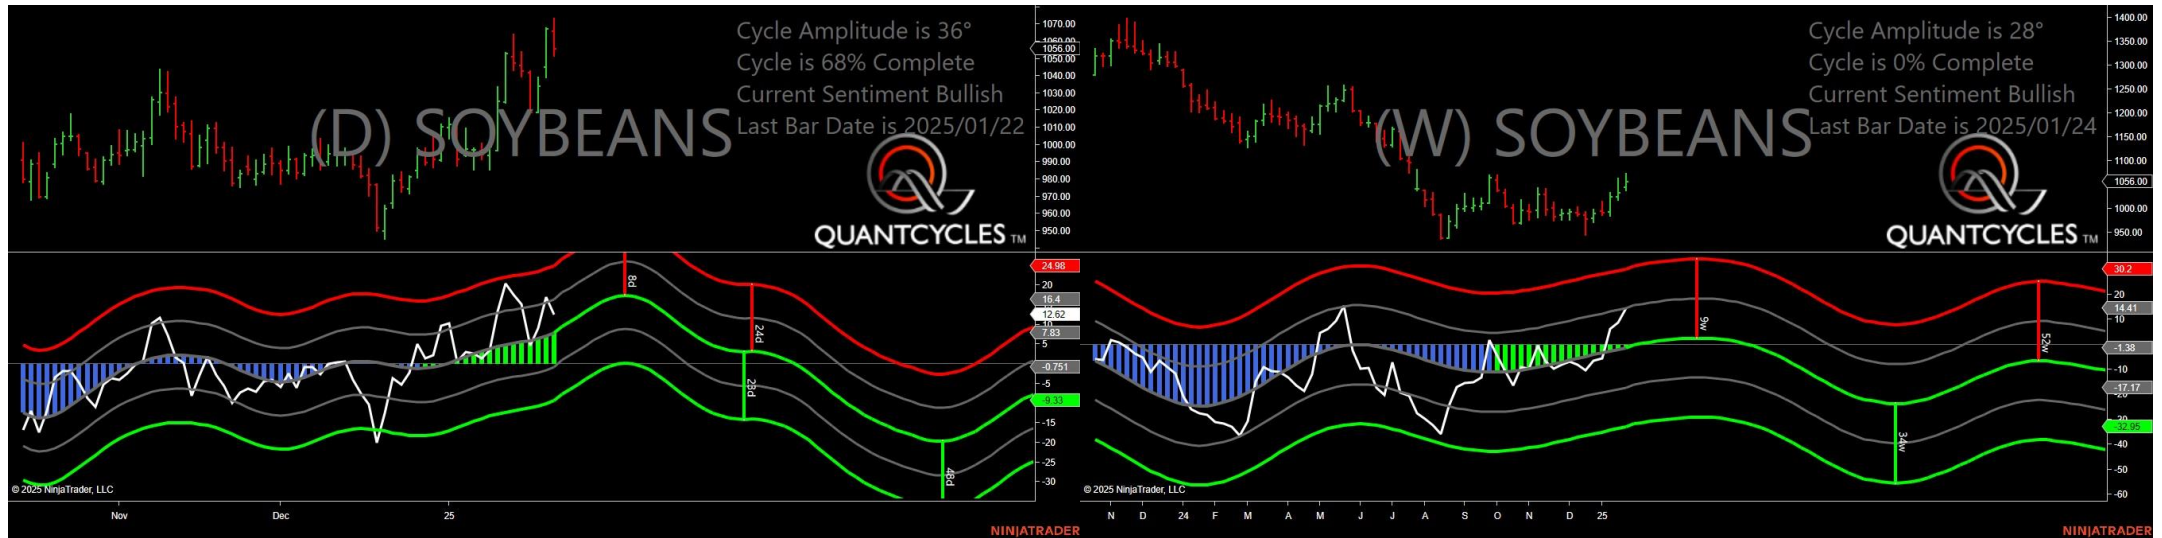 Cycle Amplitude is 36°
Cycle is 68% Complete
Current Sentiment Bullish
Last Bar Date is 2025/01/22
(D) SOYBEANS
QUANTCYCLES TM
1070.00
1060.00
1056.00
1040.00
1030.00
1020.00
1010.00
1000.00
990.00
980.00
970.00
960.00
950.00
24.98
20
16.4
12.62
10
7.83
5
-0.751
-5
-9.33
-15
-20
-25
-30
8d
24d
23d
48d
© 2025 NinjaTrader, LLC
Nov
Dec
25
NINJATRADER
Cycle Amplitude is 28°
Cycle is 0% Complete
Current Sentiment Bullish
Last Bar Date is 2025/01/24
(W) SOYBEANS
QUANTCYCLES TM
1400.00
1350.00
1300.00
1250.00
1200.00
1150.00
1100.00
1056.00
1000.00
950.00
30.2
20
14.41
10
-1.38
-10
-17.17
-32.95
-40
-50
-60
9w
52w
34w
© 2025 NinjaTrader, LLC
N D 24 F M A M J J A S O N D 25
NINJATRADER